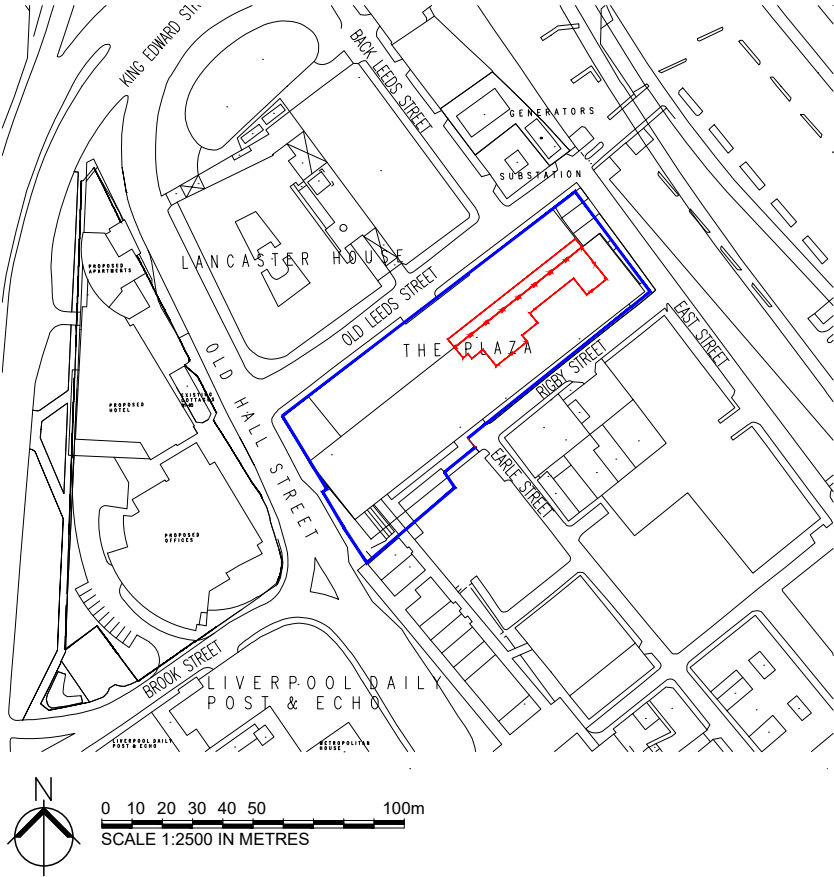 KING EDWARD STR
BACK LEEDS STREET
GENERATORS
SUBSTATION
LANCASTER HOUSE
PROPOSED
APARTMENTS
OLD LEEDS STREET
THE PLAZA
EAST STREET
RIGBY STREET
OLD HALL STREET
EXISTING
COTTAGES
PROPOSED
HOTEL
EARLE STREET
PROPOSED
OFFICES
BROOK STREET
LIVERPOOL DAILY
POST & ECHO
LIVERPOOL DAILY
POST & ECHO
METROPOLITAN
HOUSE
N
0 10 20 30 40 50 100m
SCALE 1:2500 IN METRES